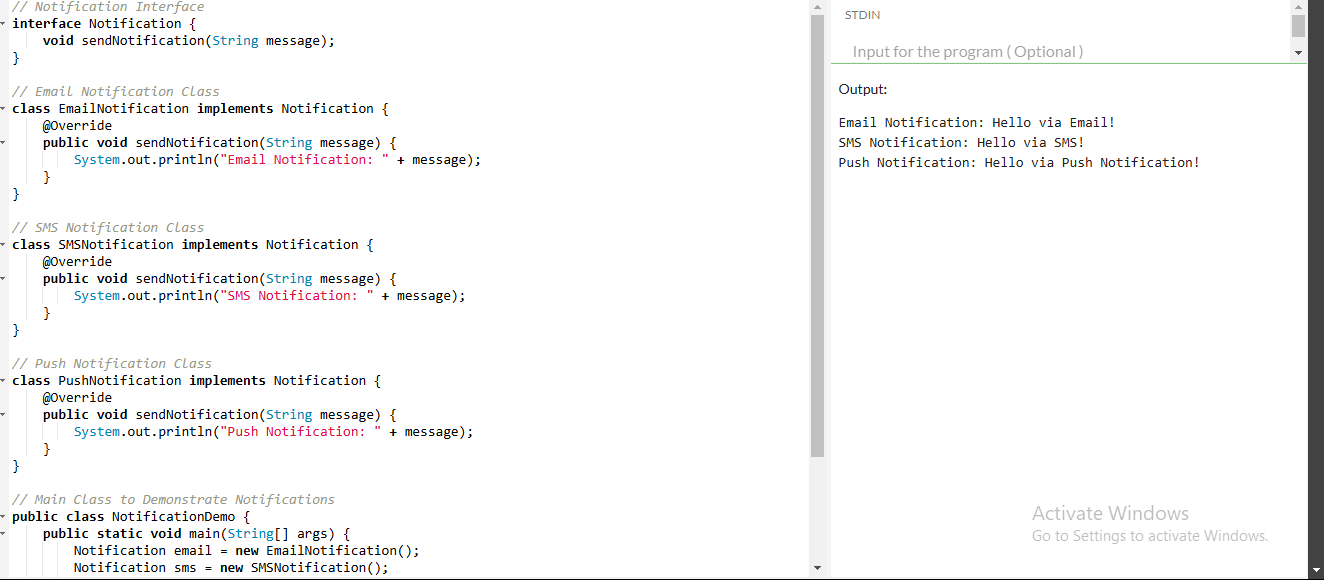 // Notification Interface
interface Notification {
    void sendNotification(String message);
}

// Email Notification Class
class EmailNotification implements Notification {
    @Override
    public void sendNotification(String message) {
        System.out.println("Email Notification: " + message);
    }
}

// SMS Notification Class
class SMSNotification implements Notification {
    @Override
    public void sendNotification(String message) {
        System.out.println("SMS Notification: " + message);
    }
}

// Push Notification Class
class PushNotification implements Notification {
    @Override
    public void sendNotification(String message) {
        System.out.println("Push Notification: " + message);
    }
}

// Main Class to Demonstrate Notifications
public class NotificationDemo {
    public static void main(String[] args) {
        Notification email = new EmailNotification();
        Notification sms = new SMSNotification();
STDIN
Input for the program ( Optional )
Output:
Email Notification: Hello via Email!
SMS Notification: Hello via SMS!
Push Notification: Hello via Push Notification!
Activate Windows
Go to Settings to activate Windows.